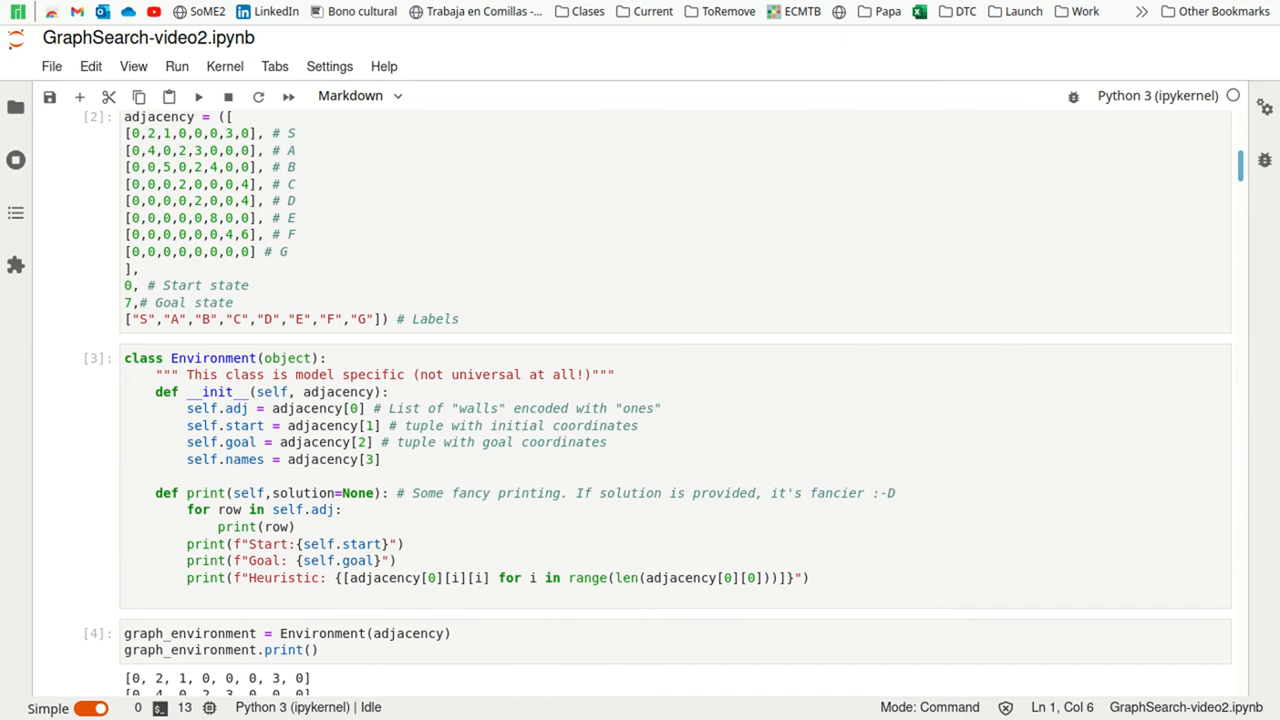 SoME2 LinkedIn Bono cultural Trabaja en Comillas -... Clases Current ToRemove ECMTB Papa DTC Launch Work Other Bookmarks
GraphSearch-video2.ipynb
File Edit View Run Kernel Tabs Settings Help
Markdown Python 3 (ipykernel)
[2]: adjacency = ([
[0,2,1,0,0,0,3,0], # S
[0,4,0,2,3,0,0,0], # A
[0,0,5,0,2,4,0,0], # B
[0,0,0,2,0,0,0,4], # C
[0,0,0,0,2,0,0,4], # D
[0,0,0,0,0,8,0,0], # E
[0,0,0,0,0,0,4,6], # F
[0,0,0,0,0,0,0,0] # G
],
0, # Start state
7,# Goal state
["S","A","B","C","D","E","F","G"]) # Labels
[3]: class Environment(object):
""" This class is model specific (not universal at all!)"""
def __init__(self, adjacency):
self.adj = adjacency[0] # List of "walls" encoded with "ones"
self.start = adjacency[1] # tuple with initial coordinates
self.goal = adjacency[2] # tuple with goal coordinates
self.names = adjacency[3]
def print(self,solution=None): # Some fancy printing. If solution is provided, it's fancier :-D
for row in self.adj:
print(row)
print(f"Start:{self.start}")
print(f"Goal: {self.goal}")
print(f"Heuristic: {[adjacency[0][i][i] for i in range(len(adjacency[0][0]))]}")
[4]: graph_environment = Environment(adjacency)
graph_environment.print()
[0, 2, 1, 0, 0, 0, 3, 0]
[0, 4, 0, 2, 3, 0, 0, 0]
Simple 0 13 Python 3 (ipykernel) | Idle Mode: Command Ln 1, Col 6 GraphSearch-video2.ipynb